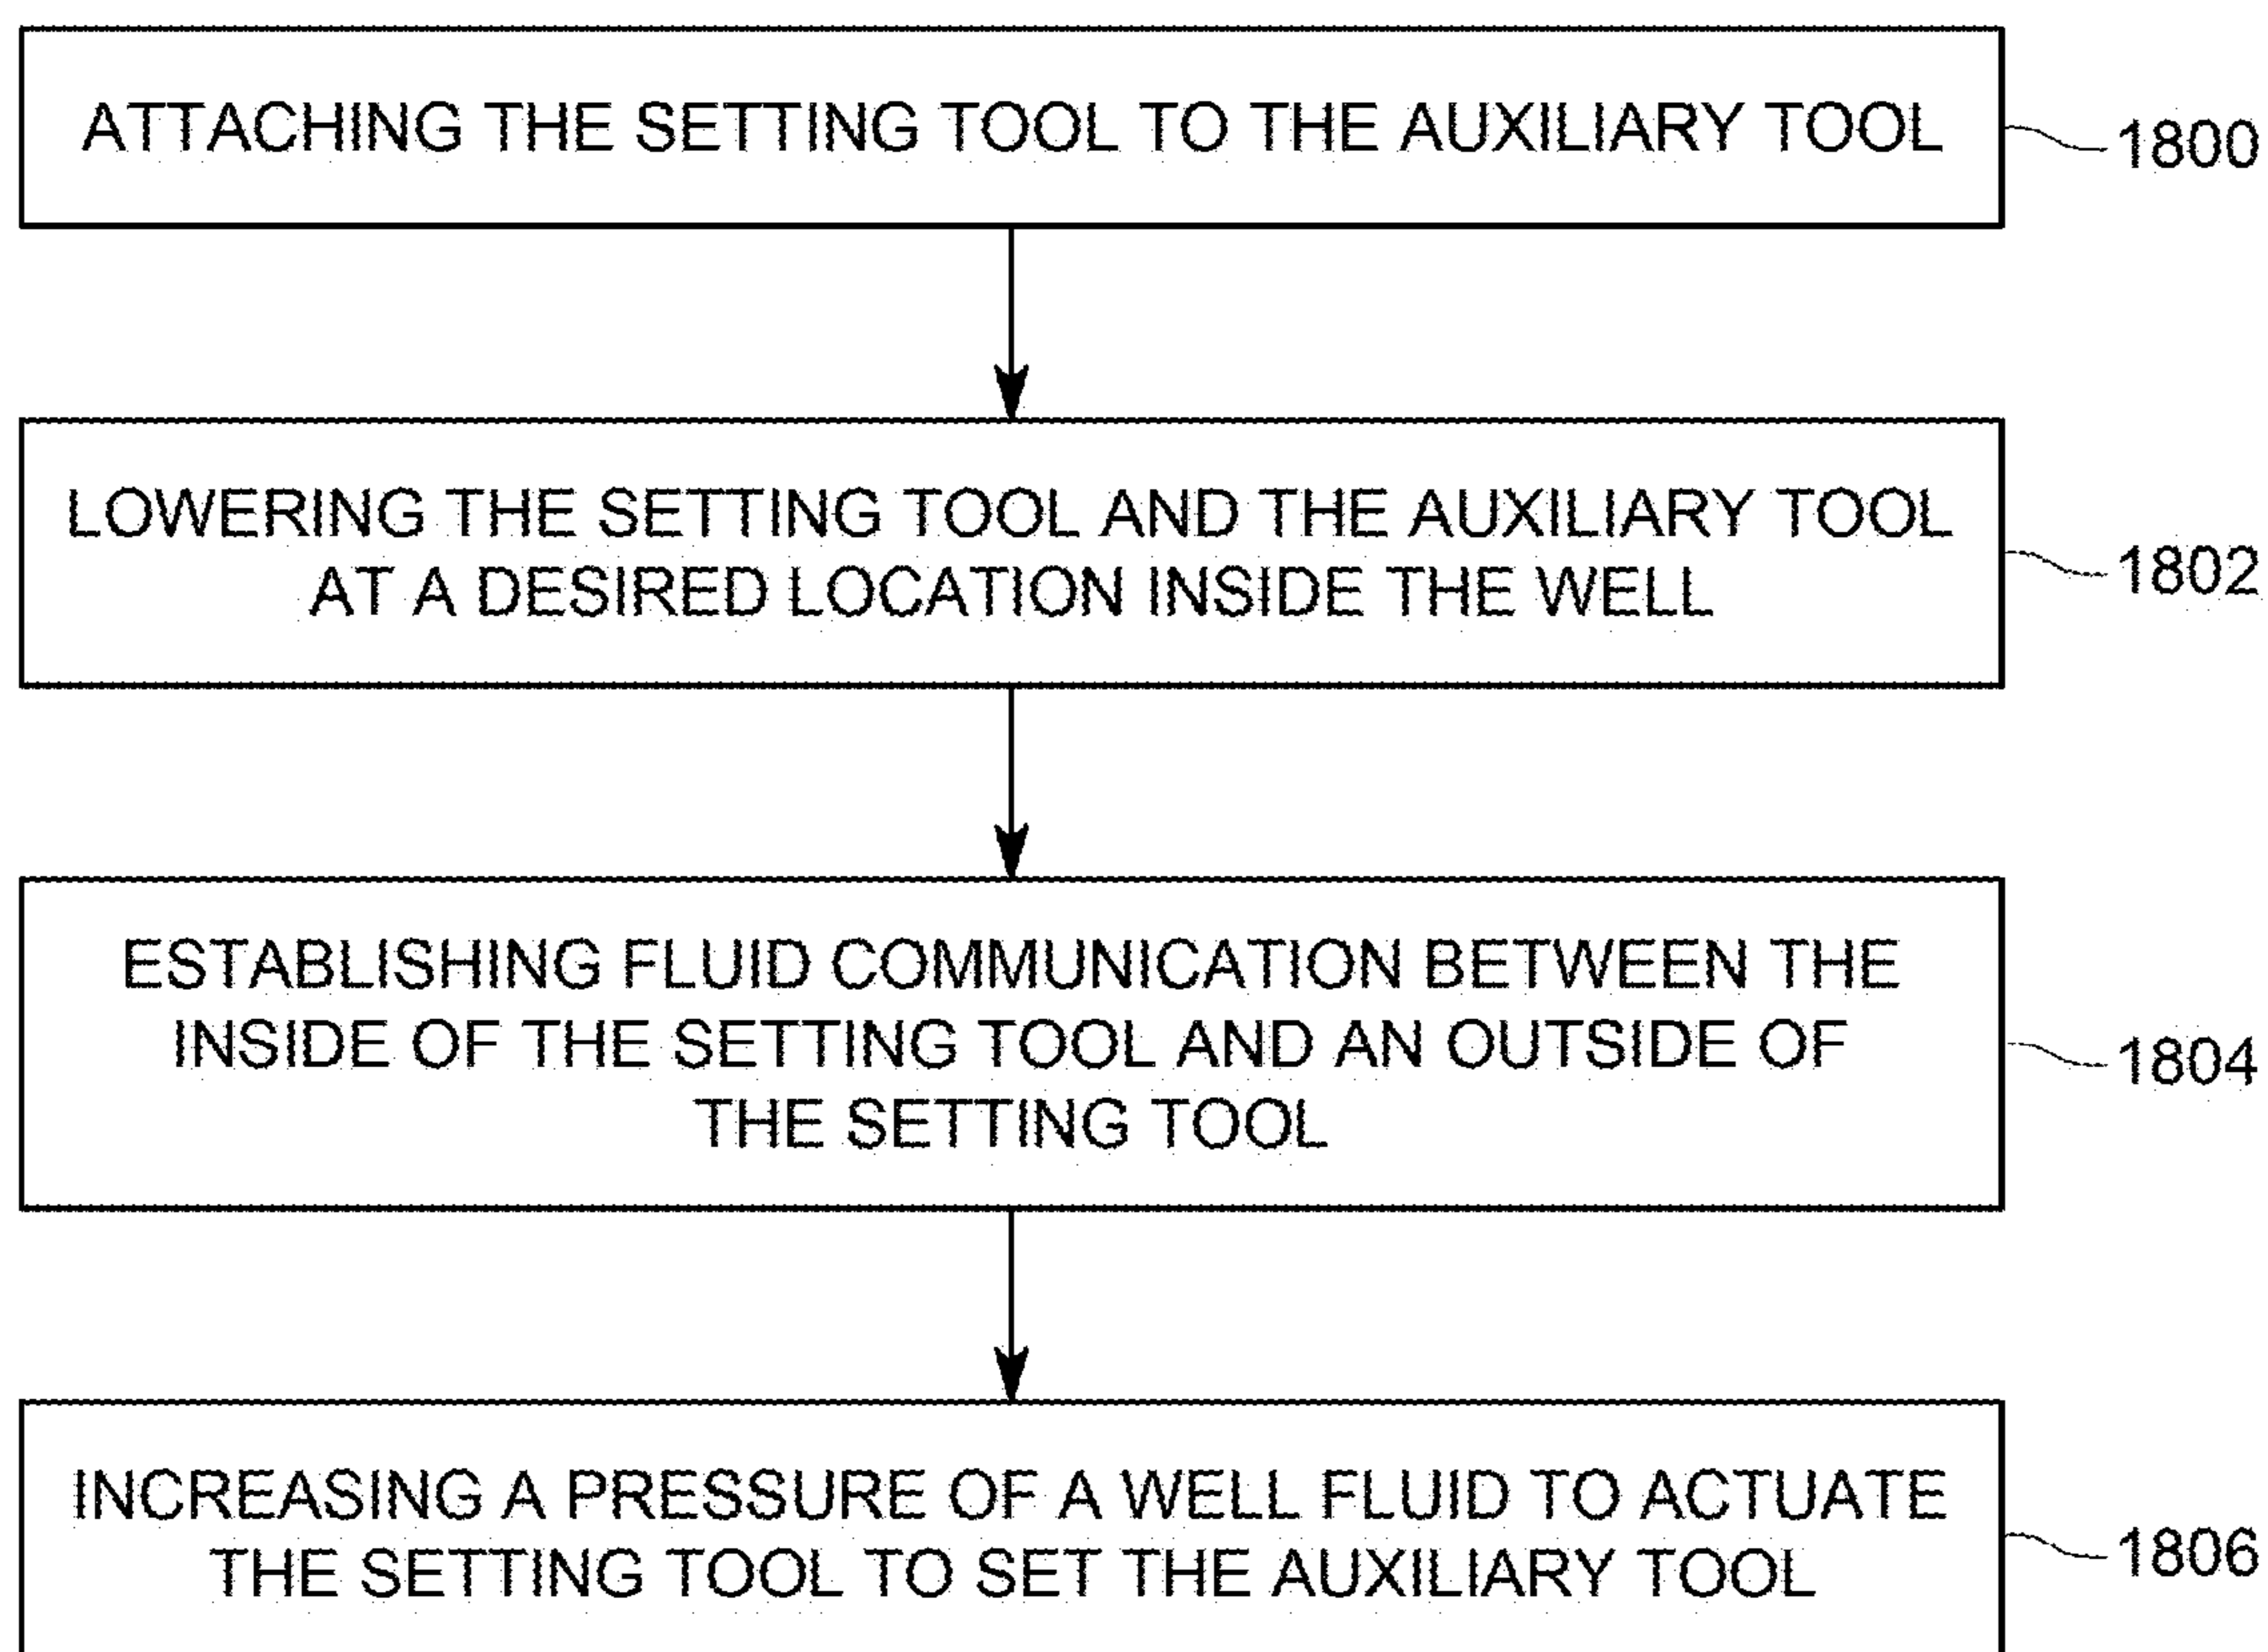 ATTACHING THE SETTING TOOL TO THE AUXILIARY TOOL
1800
LOWERING THE SETTING TOOL AND THE AUXILIARY TOOL
AT A DESIRED LOCATION INSIDE THE WELL
1802
ESTABLISHING FLUID COMMUNICATION BETWEEN THE
INSIDE OF THE SETTING TOOL AND AN OUTSIDE OF
THE SETTING TOOL
1804
INCREASING A PRESSURE OF A WELL FLUID TO ACTUATE
THE SETTING TOOL TO SET THE AUXILIARY TOOL
1806